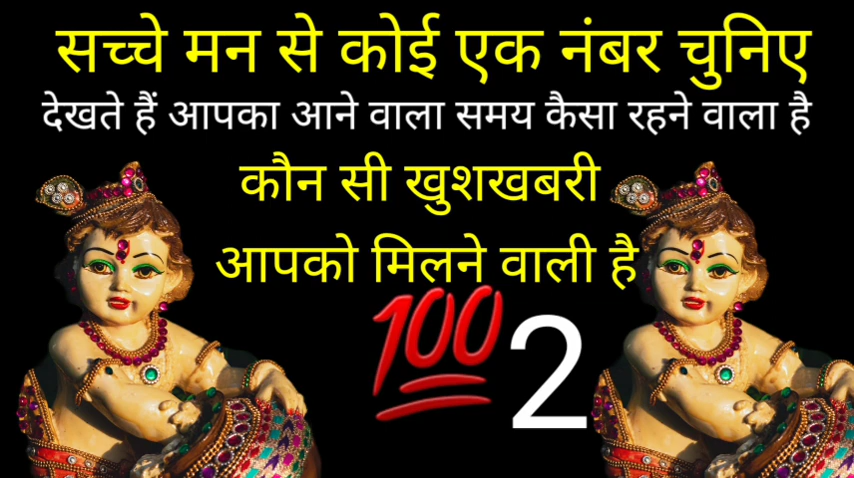 सच्चे मन से कोई एक नंबर चुनिए
देखते हैं आपका आने वाला समय कैसा रहने वाला है
कौन सी खुशखबरी
आपको मिलने वाली है
💯 2